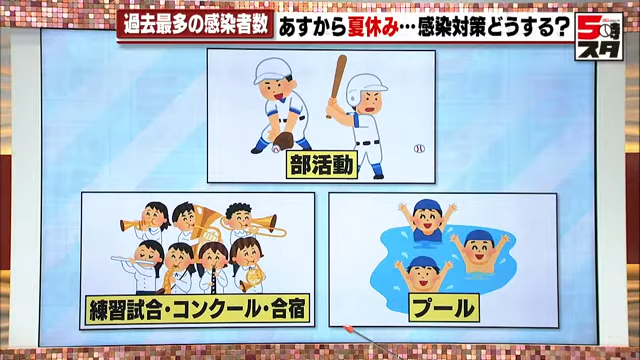 過去最多の感染者数
あすから夏休み…感染対策どうする?
5時
スタ
部活動
練習試合・コンクール・合宿
プール